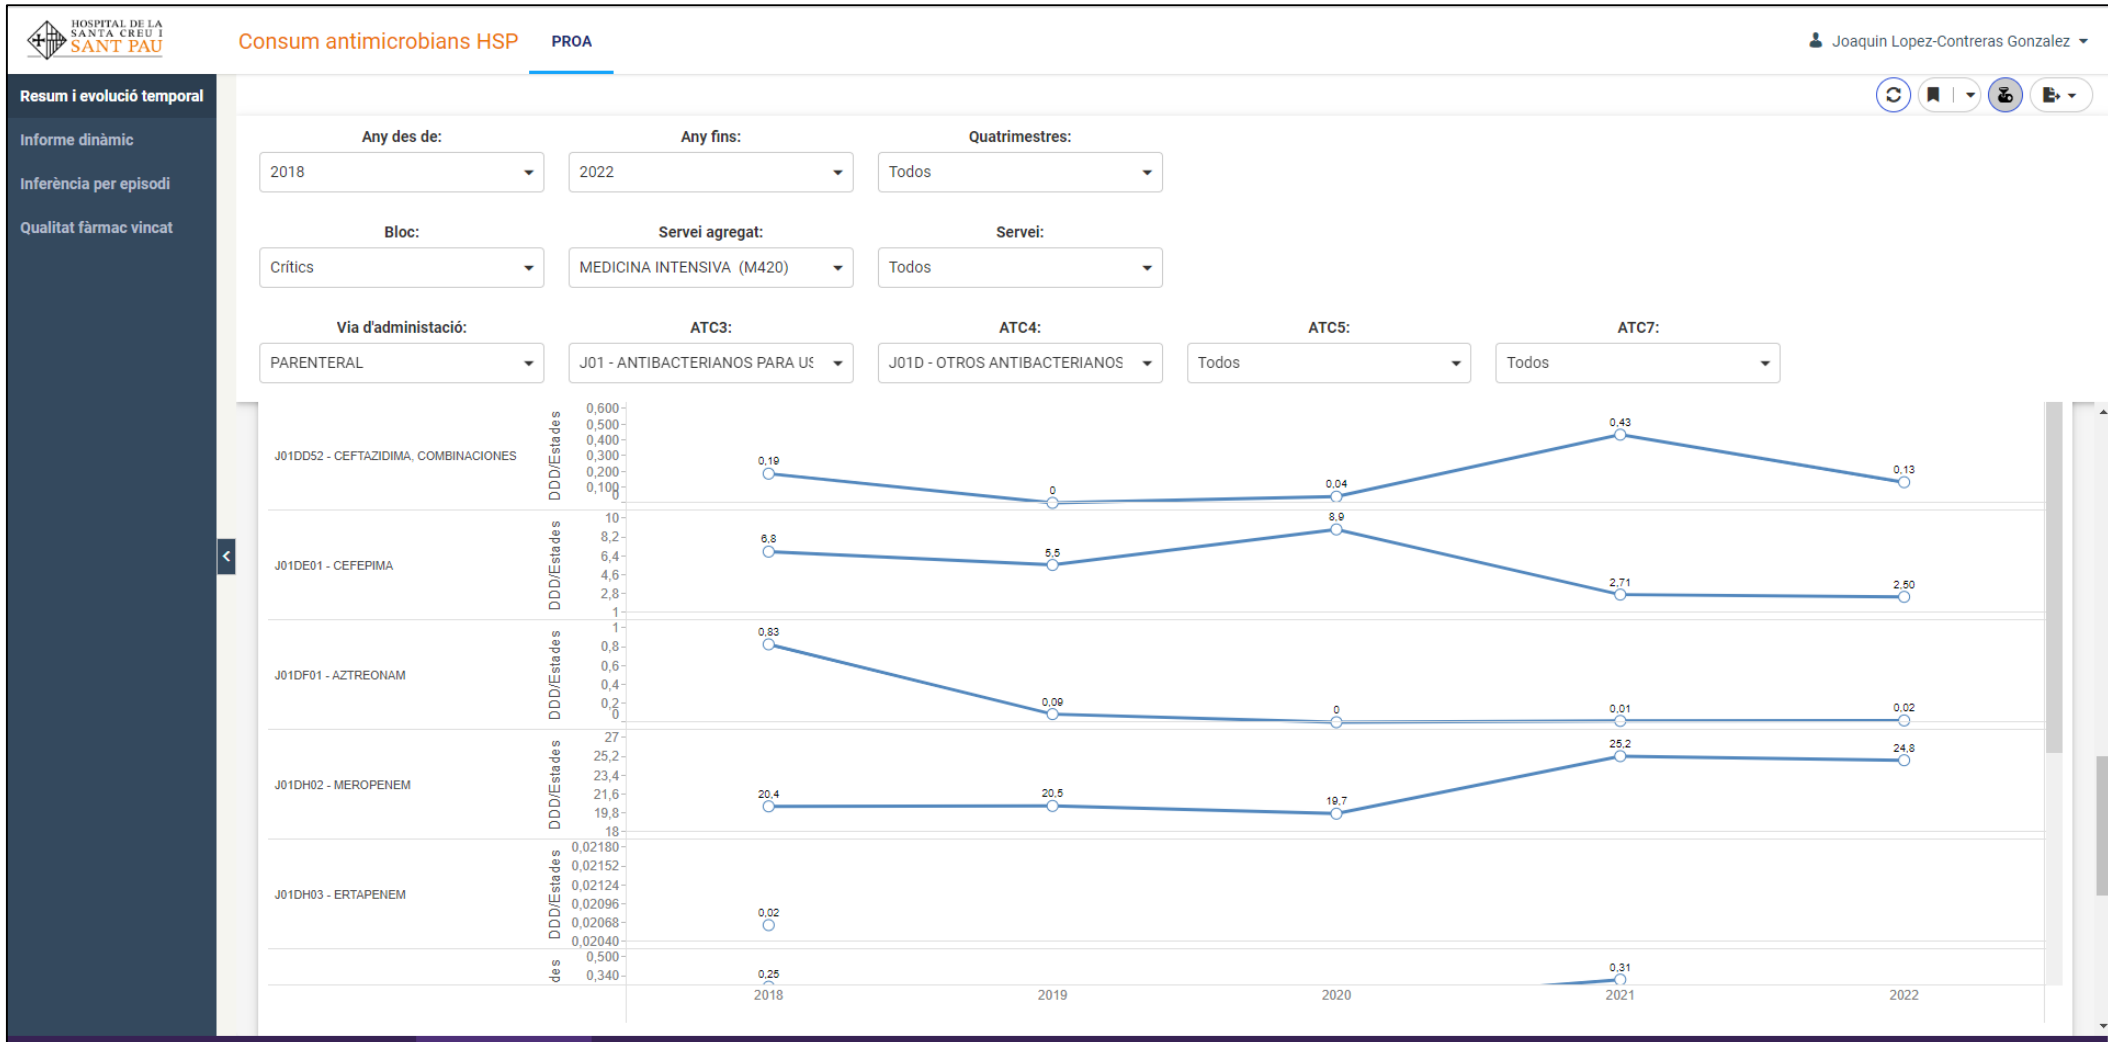 HOSPITAL DE LA
SANTA CREU I
SANT PAU
Consum antimicrobians HSP
PROA
Joaquin Lopez-Contreras Gonzalez
Resum i evolució temporal
Informe dinàmic
Inferència per episodi
Qualitat fàrmac vincat
Any des de: Any fins: Quatrimestres:
2018 2022 Todos
Bloc: Servei agregat: Servei:
Crítics MEDICINA INTENSIVA (M420) Todos
Via d'administació: ATC3: ATC4: ATC5: ATC7:
PARENTERAL J01 - ANTIBACTERIANOS PARA US J01D - OTROS ANTIBACTERIANOS Todos Todos
J01DD52 - CEFTAZIDIMA, COMBINACIONES
DDD/Estades
0,600
0,500
0,400
0,300
0,200
0,100
0
0,19 0 0,04 0,43 0,13
J01DE01 - CEFEPIMA
DDD/Estades
10
8,2
6,4
4,6
2,8
1
6,8 5,5 8,9 2,71 2,50
J01DF01 - AZTREONAM
DDD/Estades
1
0,8
0,6
0,4
0,2
0
0,83 0,09 0 0,01 0,02
J01DH02 - MEROPENEM
DDD/Estades
27
25,2
23,4
21,6
19,8
18
20,4 20,5 19,7 25,2 24,8
J01DH03 - ERTAPENEM
DDD/Estades
0,02180
0,02152
0,02124
0,02096
0,02068
0,02040
0,02
des
0,500
0,340
0,25 0,31
2018 2019 2020 2021 2022